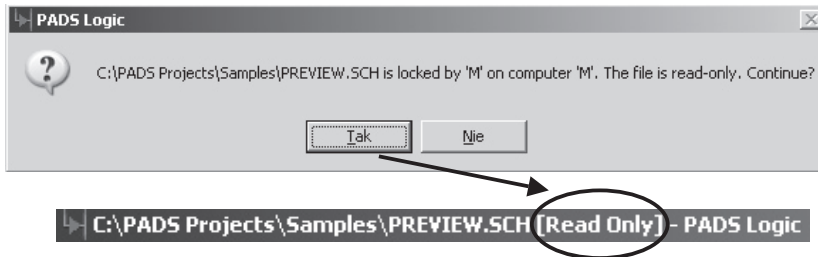 PADS Logic
C:\PADS Projects\Samples\PREVIEW.SCH is locked by 'M' on computer 'M'. The file is read-only. Continue?
Tak Nie
C:\PADS Projects\Samples\PREVIEW.SCH [Read Only] - PADS Logic